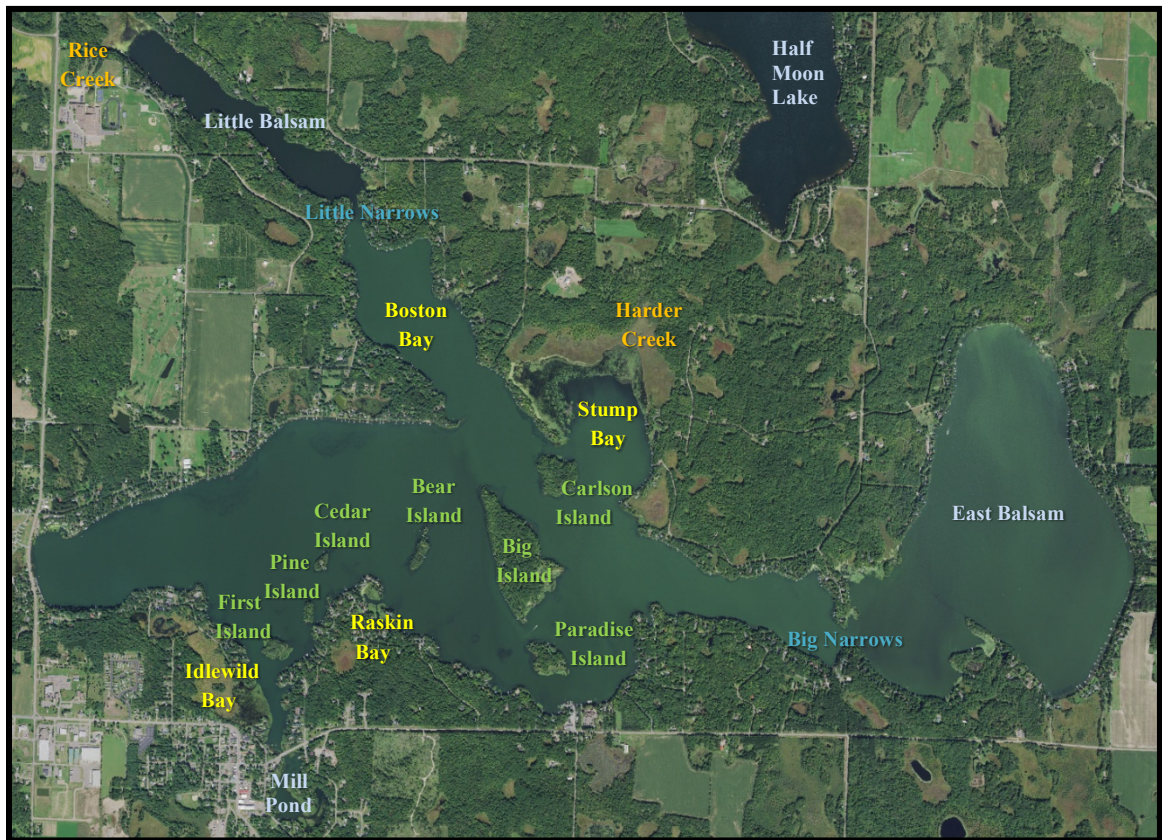 Rice
Creek
Half
Moon
Lake
Little Balsam
Little Narrows
Boston
Bay
Harder
Creek
Stump
Bay
Bear
Island
Carlson
Island
Cedar
Island
East Balsam
Big
Island
Pine
Island
First
Island
Raskin
Bay
Paradise
Island
Big Narrows
Idlewild
Bay
Mill
Pond